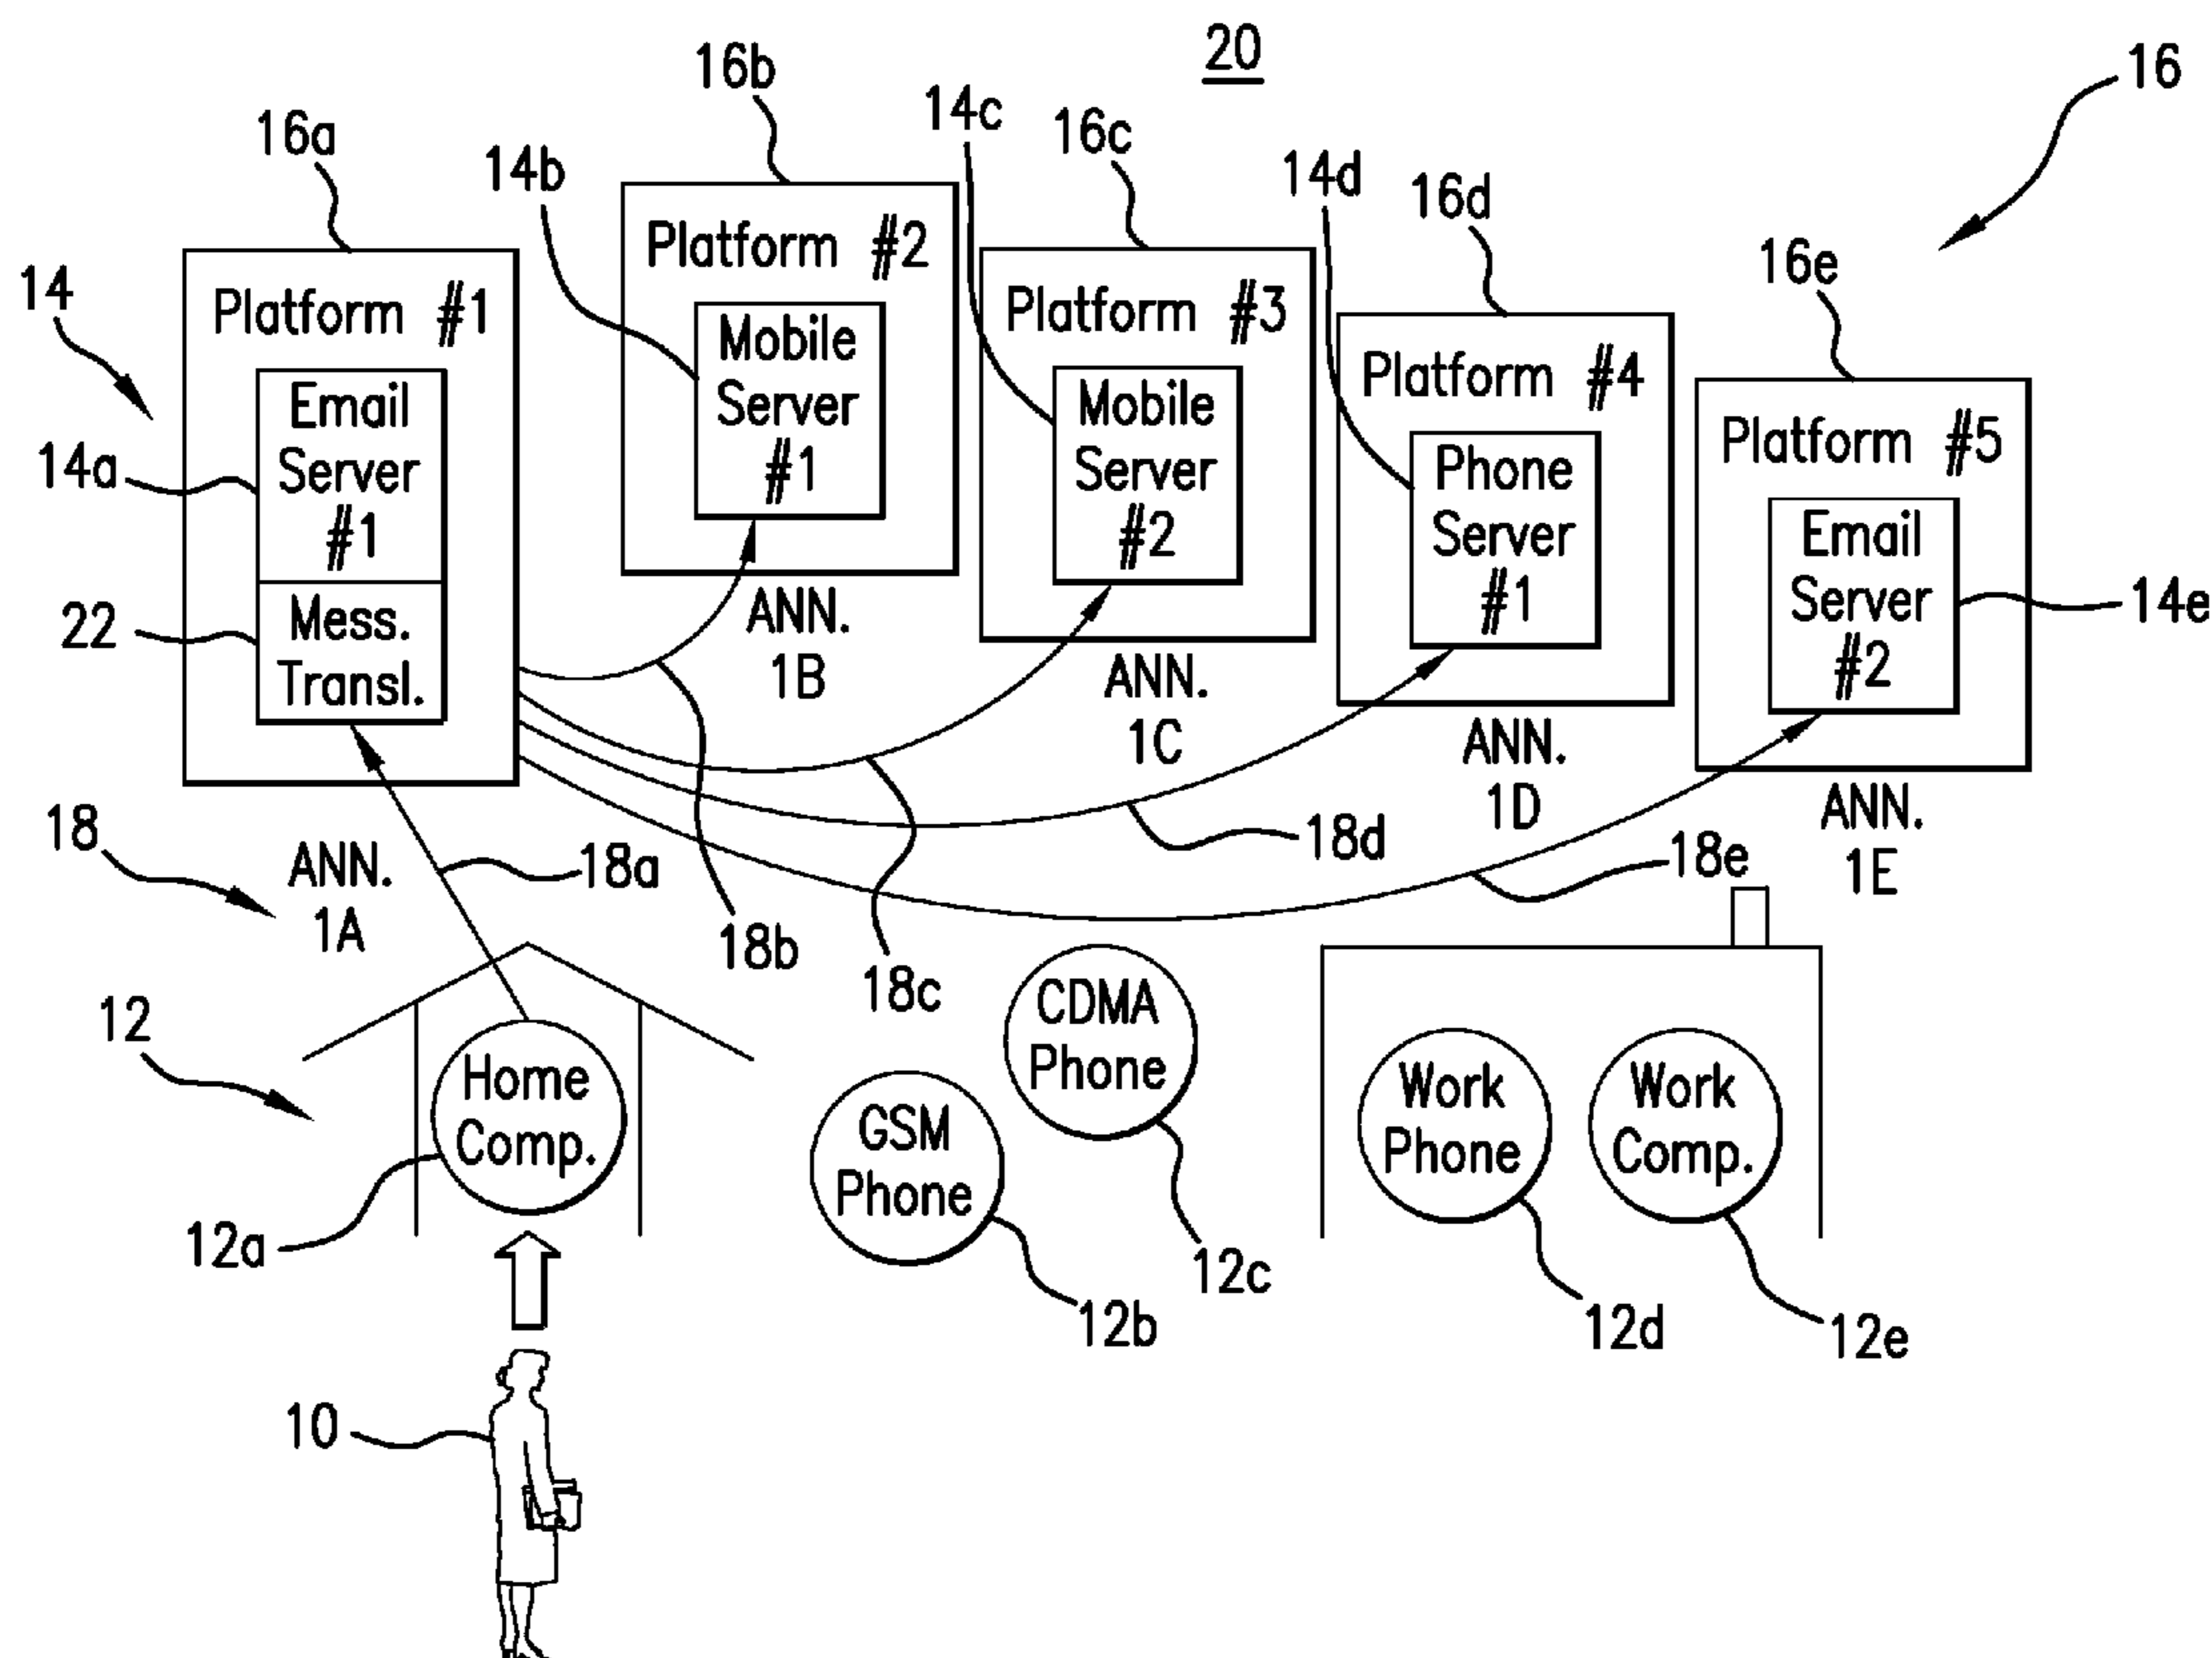 20
16
16b
14c
16c
16a
14b
14d
16d
16e
14
Platform #1
Email
Server
#1
14a
22
Mess.
Transl.
Platform #2
Mobile
Server
#1
ANN.
1B
Platform #3
Mobile
Server
#2
ANN.
1C
Platform #4
Phone
Server
#1
ANN.
1D
Platform #5
Email
Server
#2
14e
ANN.
1E
18
ANN.
1A
18a
18b
18c
18d
18e
12
Home
Comp.
12a
GSM
Phone
12b
CDMA
Phone
12c
Work
Phone
12d
Work
Comp.
12e
10